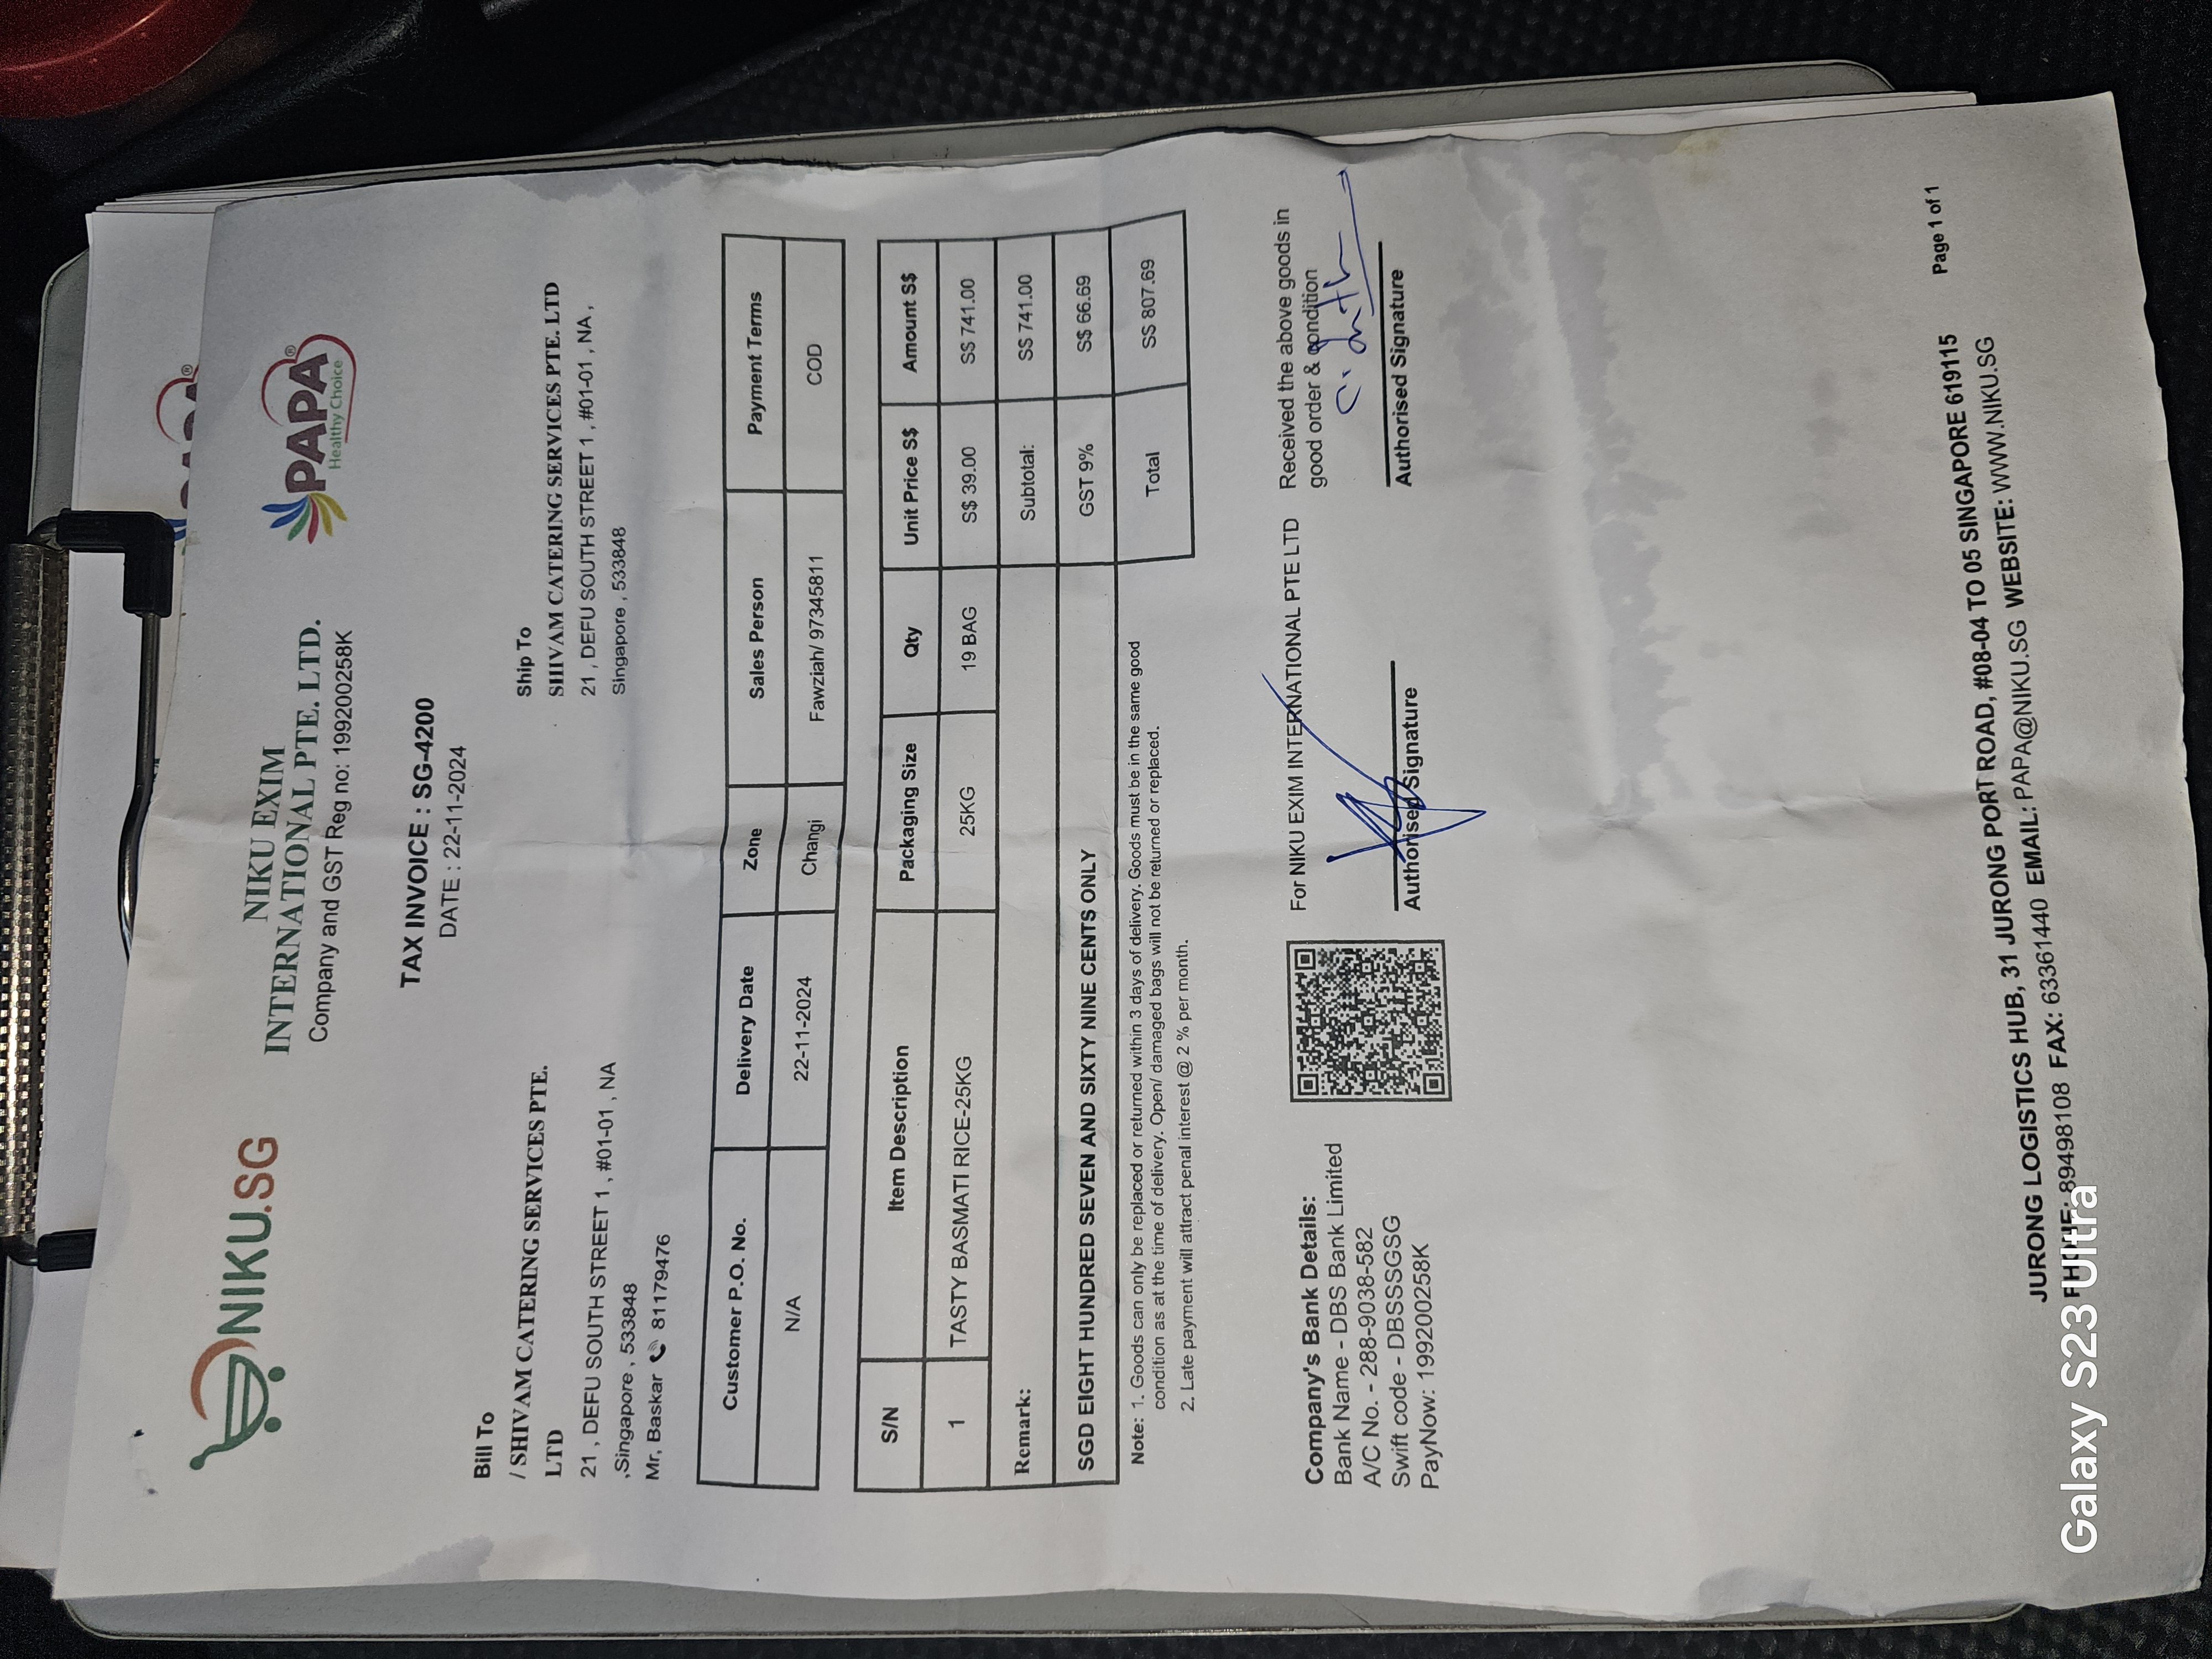 NIKU.SG
NIKU EXIM
INTERNATIONAL PTE. LTD.
Company and GST Reg no: 199200258K
PAPA®
Healthy Choice
TAX INVOICE : SG-4200
DATE : 22-11-2024
Bill To
/ SHIVAM CATERING SERVICES PTE.
LTD
21 , DEFU SOUTH STREET 1 , #01-01 , NA
,Singapore , 533848
Mr, Baskar 81179476
Ship To
SHIVAM CATERING SERVICES PTE. LTD
21 , DEFU SOUTH STREET 1 , #01-01 , NA ,
Singapore , 533848
Customer P.O. No. Delivery Date Zone Sales Person Payment Terms
N/A 22-11-2024 Changi Fawziah/ 97345811 COD
S/N Item Description Packaging Size Qty Unit Price S$ Amount S$
1 TASTY BASMATI RICE-25KG 25KG 19 BAG S$ 39.00 S$ 741.00
Remark: Subtotal: S$ 741.00
SGD EIGHT HUNDRED SEVEN AND SIXTY NINE CENTS ONLY GST 9% S$ 66.69
Total S$ 807.69
Note: 1. Goods can only be replaced or returned within 3 days of delivery. Goods must be in the same good
condition as at the time of delivery. Open/ damaged bags will not be returned or replaced.
2. Late payment will attract penal interest @ 2 % per month.
Company's Bank Details:
Bank Name - DBS Bank Limited
A/C No. - 288-9038-582
Swift code - DBSSSGSG
PayNow: 199200258K
For NIKU EXIM INTERNATIONAL PTE LTD
Authorised Signature
Received the above goods in
good order & condition
Authorised Signature
JURONG LOGISTICS HUB, 31 JURONG PORT ROAD, #08-04 TO 05 SINGAPORE 619115
PHONE: 89498108 FAX: 63361440 EMAIL: PAPA@NIKU.SG WEBSITE: WWW.NIKU.SG
Page 1 of 1
Galaxy S23 Ultra